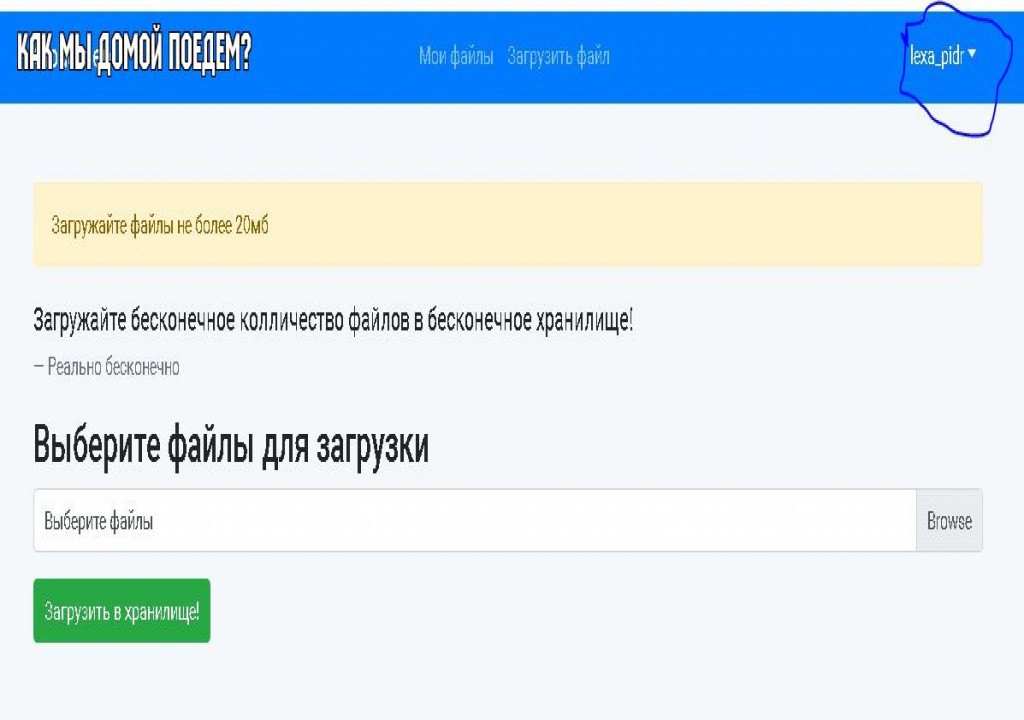 КАК МЫ ДОМОЙ ПОЕДЕМ?
Мои файлы Загрузить файл
lexa_pidr
Загружайте файлы не более 20мб
Загружайте бесконечное колличество файлов в бесконечное хранилище!
— Реально бесконечно
Выберите файлы для загрузки
Выберите файлы
Browse
Загрузить в хранилище!